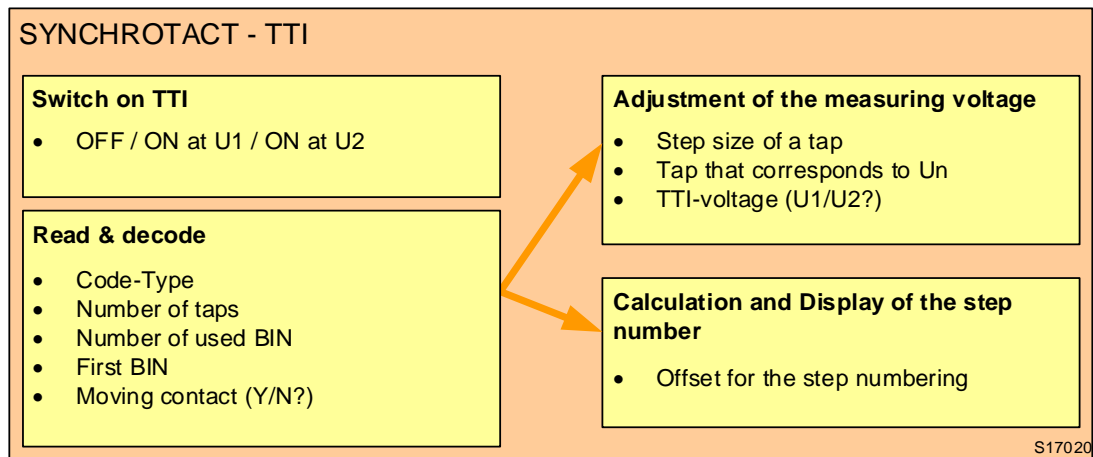 SYNCHROTACT - TTI
Switch on TTI
• OFF / ON at U1 / ON at U2
Read & decode
• Code-Type
• Number of taps
• Number of used BIN
• First BIN
• Moving contact (Y/N?)
Adjustment of the measuring voltage
• Step size of a tap
• Tap that corresponds to Un
• TTI-voltage (U1/U2?)
Calculation and Display of the step
number
• Offset for the step numbering
S17020